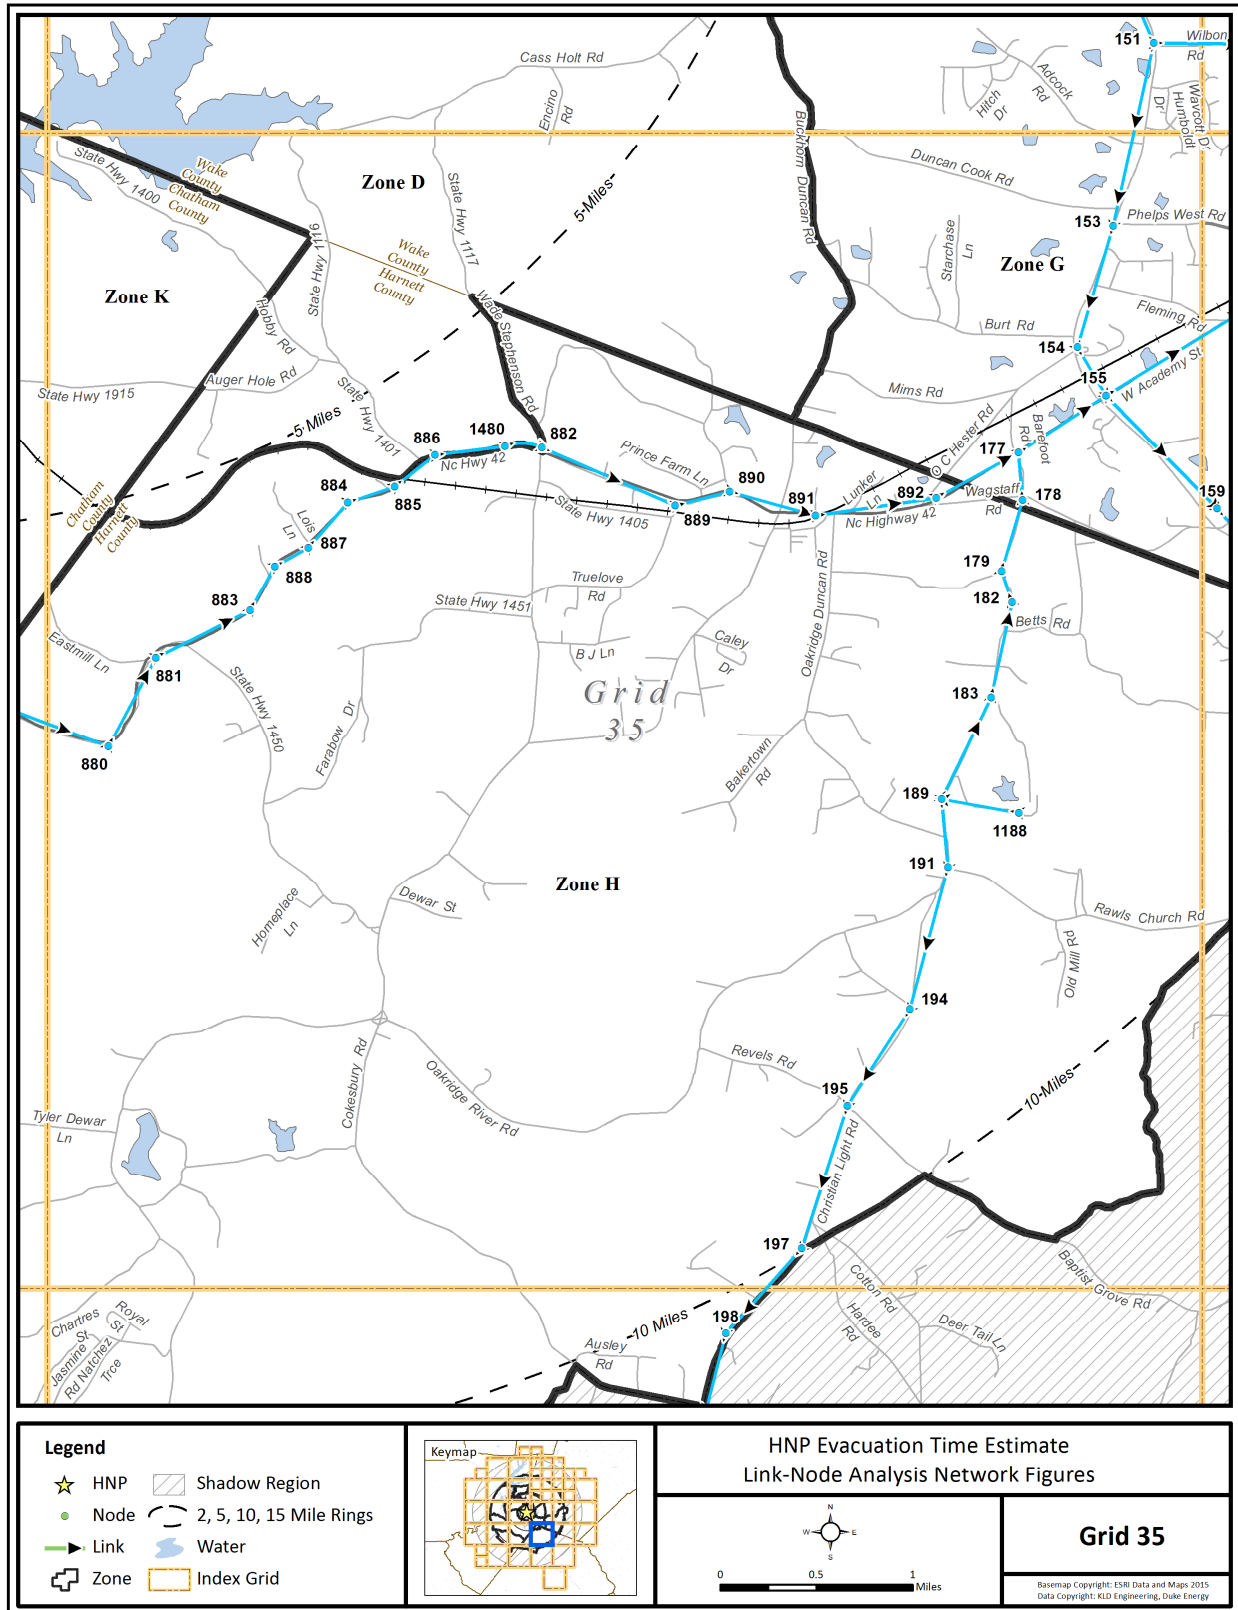 151
Wilbon
Rd
Cass Holt Rd
Encino
Rd
Adcock
Rd
Hitch
Dr
Dr
Humboldt
Waycott Dr
Buckhorn Duncan Rd
State Hwy 1400
Wake
County
Chatham
County
Zone D
State Hwy 1117
5-Miles
Duncan Cook Rd
153
Phelps West Rd
Starchase
Ln
Zone G
State Hwy 1116
Wake
County
Harnett
County
Zone K
Hobby Rd
Wade Stephenson Rd
Fleming Rd
Burt Rd
154
155
W Academy St
State Hwy 1915
Auger Hole Rd
State Hwy 1401
Mims Rd
5 Miles
886
1480
882
Nc Hwy 42
Prince Farm Ln
O C Hester Rd
Barefoot
Rd
177
884
885
890
891
Lunker
Ln
892
Wagstaff
Rd
178
159
Chatham
County
Harnett
County
Lois
Ln
887
State Hwy 1405
889
Nc Highway 42
888
Truelove
Rd
179
883
State Hwy 1451
182
Betts Rd
Eastmill Ln
881
B J Ln
Caley
Dr
Oakridge Duncan Rd
State Hwy 1450
Grid
35
183
Farabow Dr
880
Bakertown
Rd
189
1188
191
Zone H
Dewar St
Homeplace
Ln
Rawls Church Rd
Old Mill Rd
194
Cokesbury Rd
Oakridge River Rd
Revels Rd
195
10-Miles
Tyler Dewar
Ln
Christian Light Rd
197
Cotton Rd
Baptist Grove Rd
Hardee
Rd
Deer Tail Ln
198
10 Miles
Ausley
Rd
Chartres
St
Royal
St
Jasmine
Rd Natchez
Trce
Legend
HNP
Shadow Region
Node
2, 5, 10, 15 Mile Rings
Link
Water
Zone
Index Grid
Keymap
HNP Evacuation Time Estimate
Link-Node Analysis Network Figures
N
W
E
S
0
0.5
1
Miles
Grid 35
Basemap Copyright: ESRI Data and Maps 2015
Data Copyright: KLD Engineering, Duke Energy